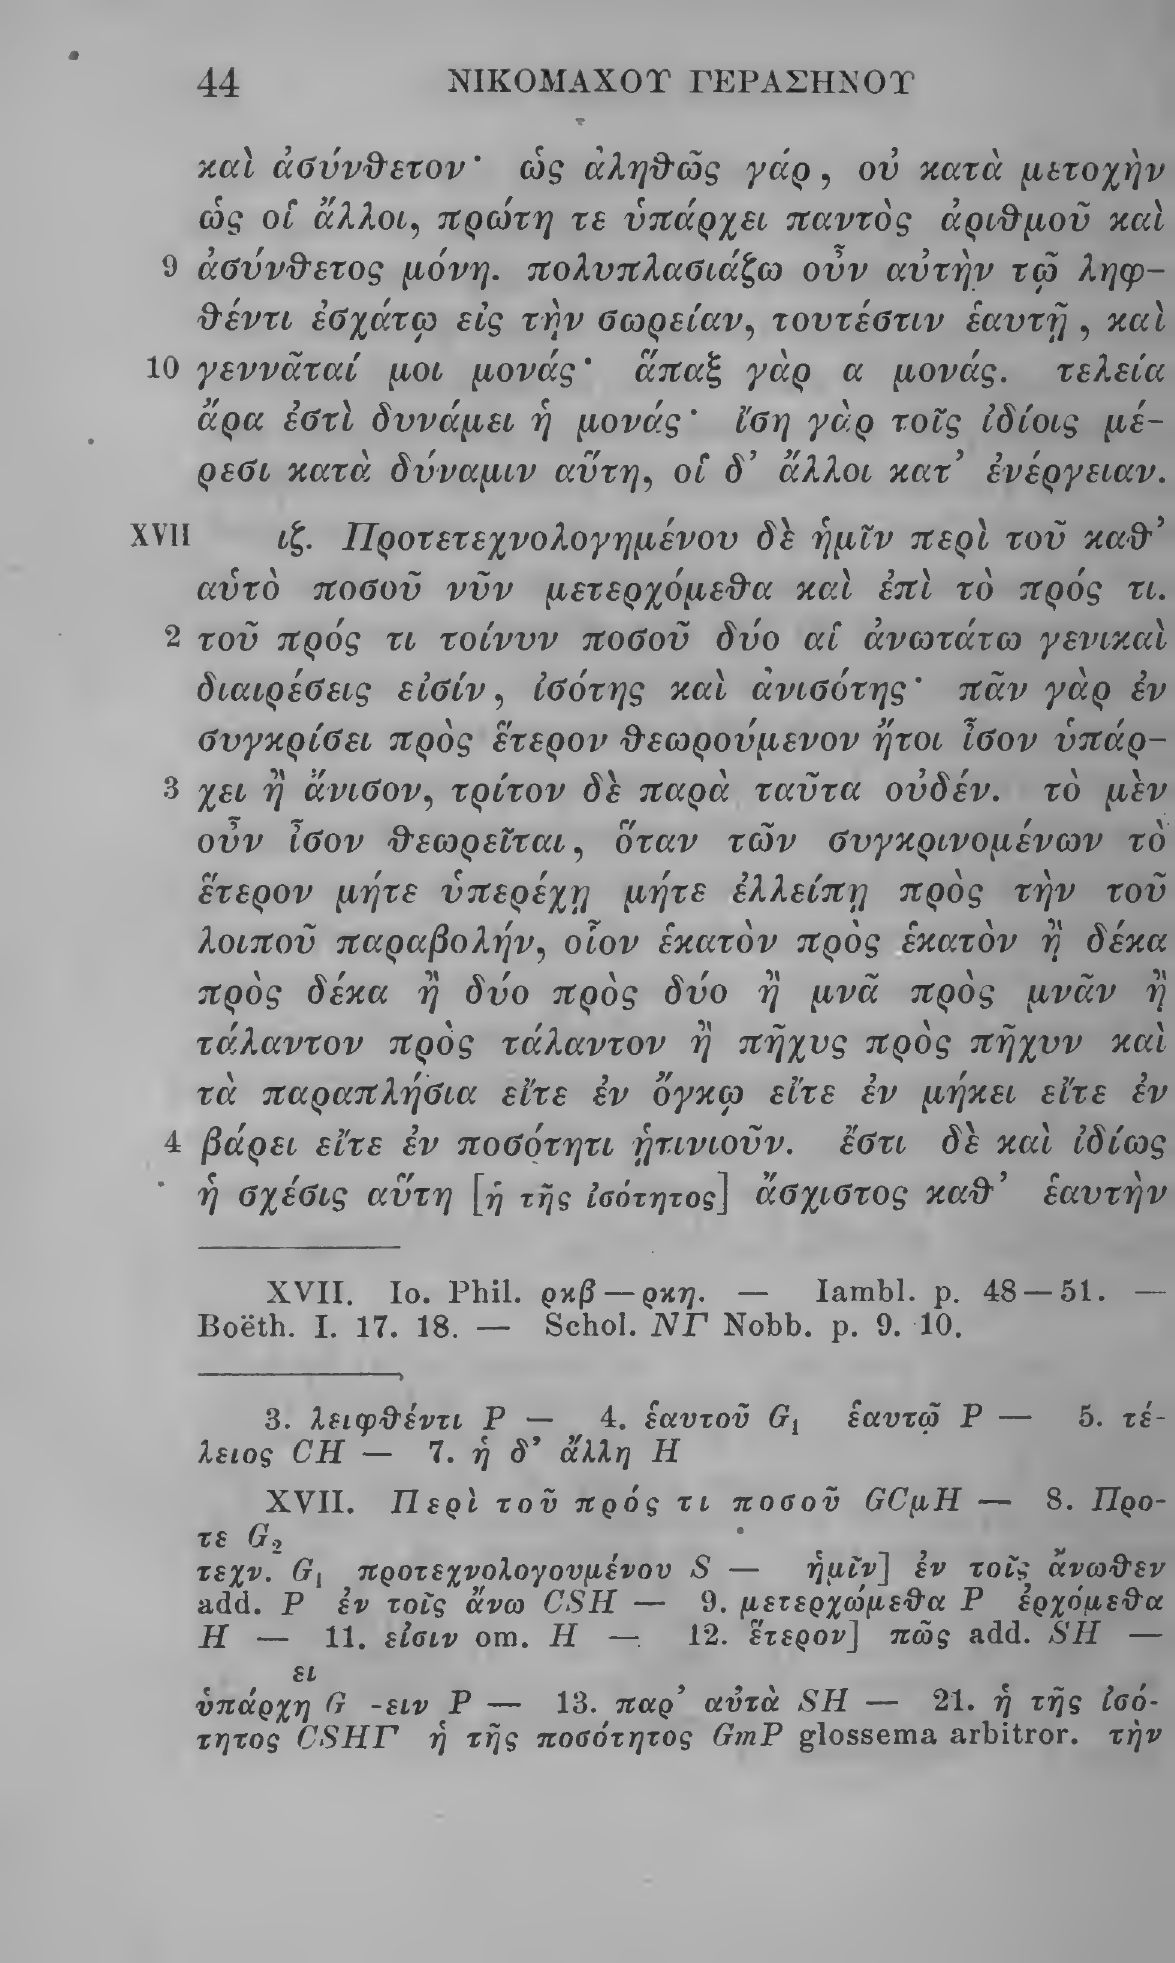 44 ΝΙΚΟΜΑΧΟΥ ΓΕΡΑΣΗΝΟΥ
καὶ ἀσύνθετον· ὡς ἀληθῶς γάρ, οὐ κατὰ μετοχὴν
ὡς οἱ ἄλλοι, πρώτη τε ὑπάρχει παντὸς ἀριθμοῦ καὶ
9 ἀσύνθετος μόνη. πολυπλασιάζω οὖν αὐτὴν τῷ ληφ-
θέντι ἐσχάτῳ εἰς τὴν σωρείαν, τουτέστιν ἑαυτῇ, καὶ
10 γεννᾶταί μοι μονάς· ἅπαξ γὰρ α μονάς. τελεία
ἄρα ἐστὶ δυνάμει ἡ μονάς· ἴση γὰρ τοῖς ἰδίοις μέ-
ρεσι κατὰ δύναμιν αὕτη, οἱ δ’ ἄλλοι κατ’ ἐνέργειαν.
XVII ιζ. Προτετεχνολογημένου δὲ ἡμῖν περὶ τοῦ καθ’
αὑτὸ ποσοῦ νῦν μετερχόμεθα καὶ ἐπὶ τὸ πρός τι.
2 τοῦ πρός τι τοίνυν ποσοῦ δύο αἱ ἀνωτάτω γενικαὶ
διαιρέσεις εἰσίν, ἰσότης καὶ ἀνισότης· πᾶν γὰρ ἐν
συγκρίσει πρὸς ἕτερον θεωρούμενον ἤτοι ἴσον ὑπάρ-
3 χει ἢ ἄνισον, τρίτον δὲ παρὰ ταῦτα οὐδέν. τὸ μὲν
οὖν ἶσον θεωρεῖται, ὅταν τῶν συγκρινομένων τὸ
ἕτερον μήτε ὑπερέχῃ μήτε ἐλλείπῃ πρὸς τὴν τοῦ
λοιποῦ παραβολήν, οἷον ἑκατὸν πρὸς ἑκατὸν ἢ δέκα
πρὸς δέκα ἢ δύο πρὸς δύο ἢ μνᾶ πρὸς μνᾶν ἢ
τάλαντον πρὸς τάλαντον ἢ πῆχυς πρὸς πῆχυν καὶ
τὰ παραπλήσια εἴτε ἐν ὄγκῳ εἴτε ἐν μήκει εἴτε ἐν
4 βάρει εἴτε ἐν ποσότητι ᾑτινιοῦν. ἔστι δὲ καὶ ἰδίως
ἡ σχέσις αὕτη [ἡ τῆς ἰσότητος] ἄσχιστος καθ’ ἑαυτὴν
XVII. Io. Phil. ρκβ — ρκη. — Iambl. p. 48 — 51. —
Boëth. I. 17. 18. — Schol. ΝΓ Nobb. p. 9. 10.
3. λειφθέντι P — 4. ἑαυτοῦ G₁ ἑαυτῷ P — 5. τέ-
λειος CH — 7. ἡ δ’ ἄλλη H
XVII. Περὶ τοῦ πρός τι ποσοῦ GCμH — 8. Προ-
τε G₂
τεχν. G₁ προτεχνολογουμένου S — ἡμῖν] ἐν τοῖς ἄνωθεν
add. P ἐν τοῖς ἄνω CSH — 9. μετερχώμεθα P ἐρχόμεθα
H — 11. εἰσιν om. H — 12. ἕτερον] πῶς add. SH —
ει
ὑπάρχη G -ειν P — 13. παρ’ αὐτὰ SH — 21. ἡ τῆς ἰσό-
τητος CSHΓ ἡ τῆς ποσότητος GmP glossema arbitror. τὴν